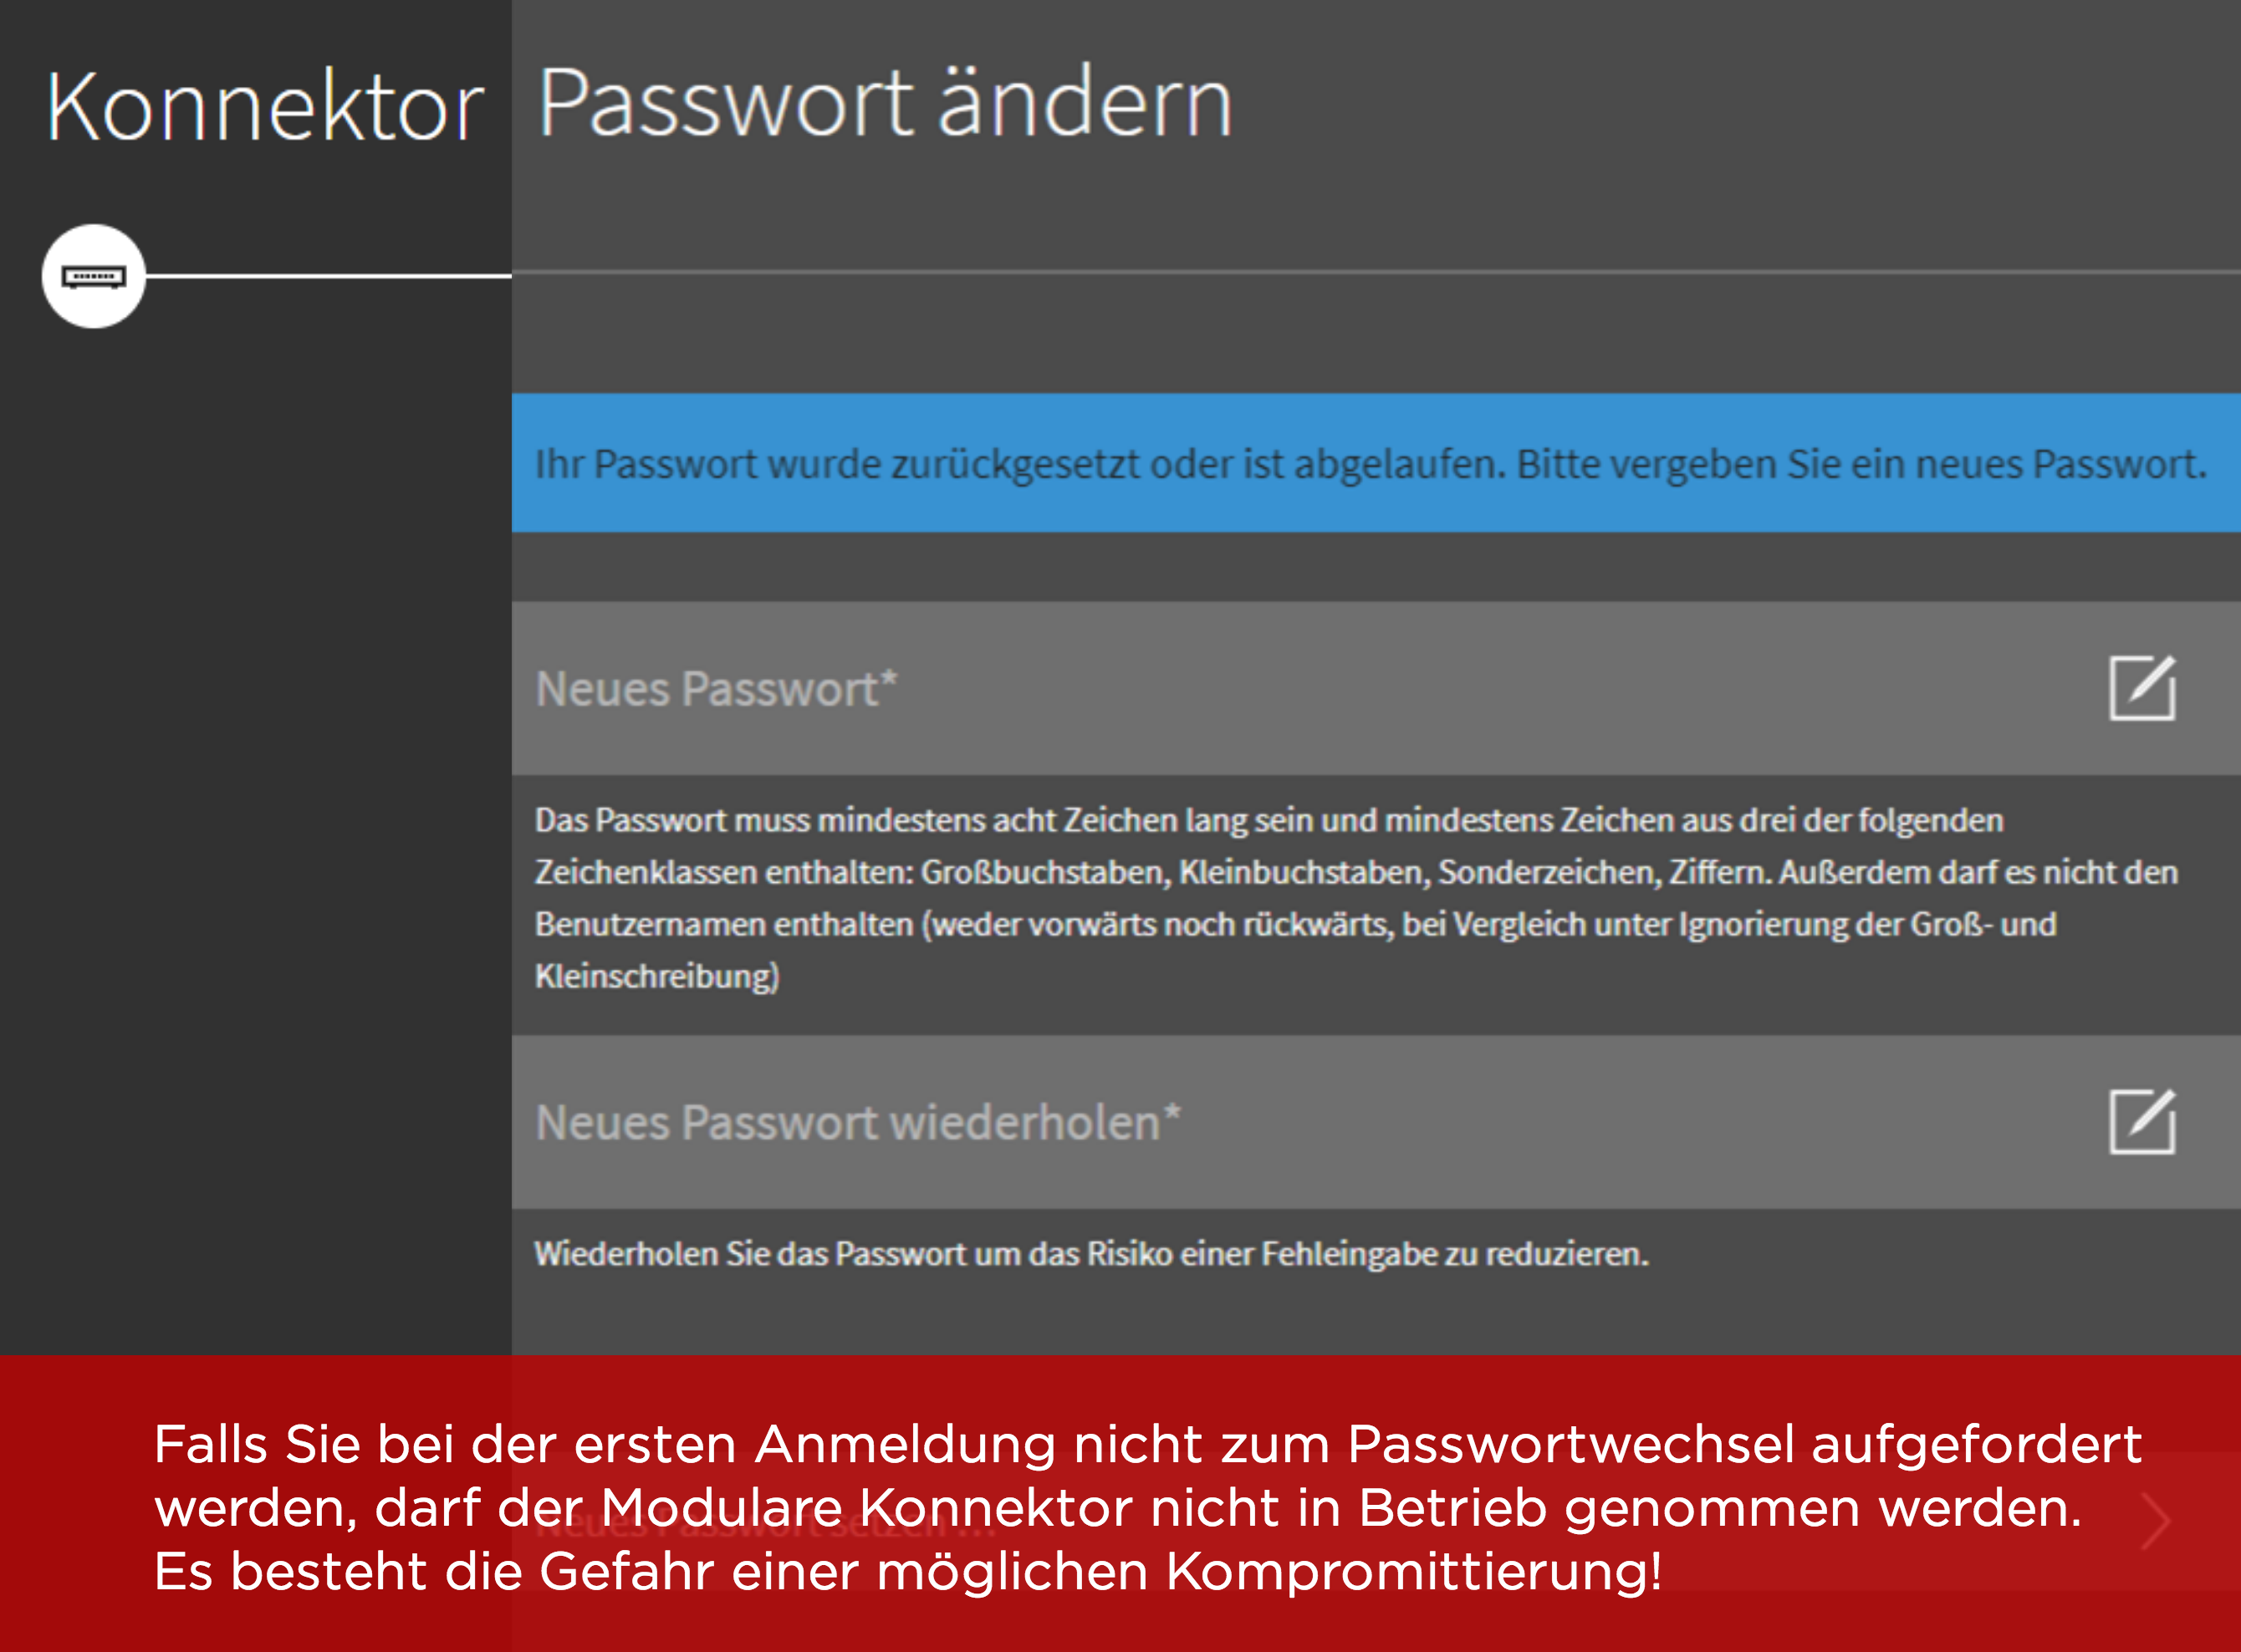 Konnektor
Passwort ändern
Ihr Passwort wurde zurückgesetzt oder ist abgelaufen. Bitte vergeben Sie ein neues Passwort.
Neues Passwort*
Das Passwort muss mindestens acht Zeichen lang sein und mindestens Zeichen aus drei der folgenden
Zeichenklassen enthalten: Großbuchstaben, Kleinbuchstaben, Sonderzeichen, Ziffern. Außerdem darf es nicht den
Benutzernamen enthalten (weder vorwärts noch rückwärts, bei Vergleich unter Ignorierung der Groß- und
Kleinschreibung)
Neues Passwort wiederholen*
Wiederholen Sie das Passwort um das Risiko einer Fehleingabe zu reduzieren.
Falls Sie bei der ersten Anmeldung nicht zum Passwortwechsel aufgefordert
werden, darf der Modulare Konnektor nicht in Betrieb genommen werden.
Neues Passwort setzen ...
Es besteht die Gefahr einer möglichen Kompromittierung!